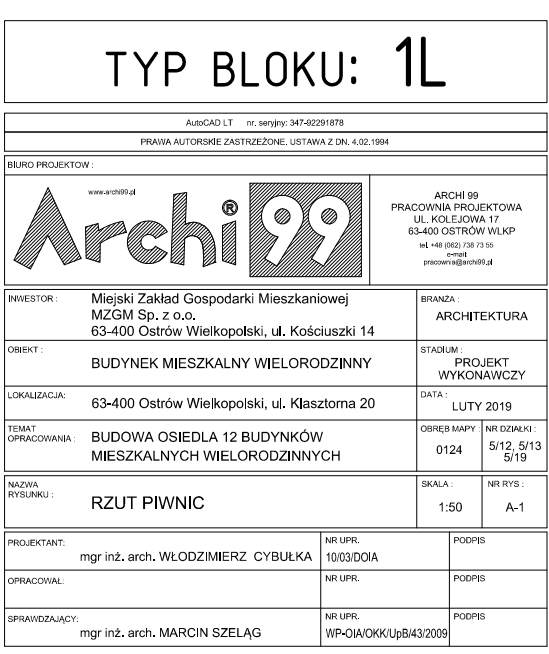 TYP BLOKU: 1L
AutoCAD LT nr. seryjny: 347-92291878
PRAWA AUTORSKIE ZASTRZEŻONE. USTAWA Z DN. 4.02.1994
BIURO PROJEKTOW :
www.archi99.pl
Archi ® 99
ARCHI 99
PRACOWNIA PROJEKTOWA
UL. KOLEJOWA 17
63-400 OSTRÓW WLKP
tel. +48 (062) 738 73 55
e-mail:
pracownia@archi99.pl
INWESTOR :
Miejski Zakład Gospodarki Mieszkaniowej
MZGM Sp. z o.o.
63-400 Ostrów Wielkopolski, ul. Kościuszki 14
BRANŻA :
ARCHITEKTURA
OBIEKT :
BUDYNEK MIESZKALNY WIELORODZINNY
STADIUM :
PROJEKT
WYKONAWCZY
LOKALIZACJA:
63-400 Ostrów Wielkopolski, ul. Klasztorna 20
DATA :
LUTY 2019
TEMAT
OPRACOWANIA :
BUDOWA OSIEDLA 12 BUDYNKÓW
MIESZKALNYCH WIELORODZINNYCH
OBRĘB MAPY :
0124
NR DZIAŁKI :
5/12, 5/13
5/19
NAZWA
RYSUNKU :
RZUT PIWNIC
SKALA :
1:50
NR RYS :
A-1
PROJEKTANT:
mgr inż. arch. WŁODZIMIERZ CYBUŁKA
NR UPR.
10/03/DOIA
PODPIS
OPRACOWAŁ:
NR UPR.
PODPIS
SPRAWDZAJĄCY:
mgr inż. arch. MARCIN SZELĄG
NR UPR.
WP-OIA/OKK/UpB/43/2009
PODPIS